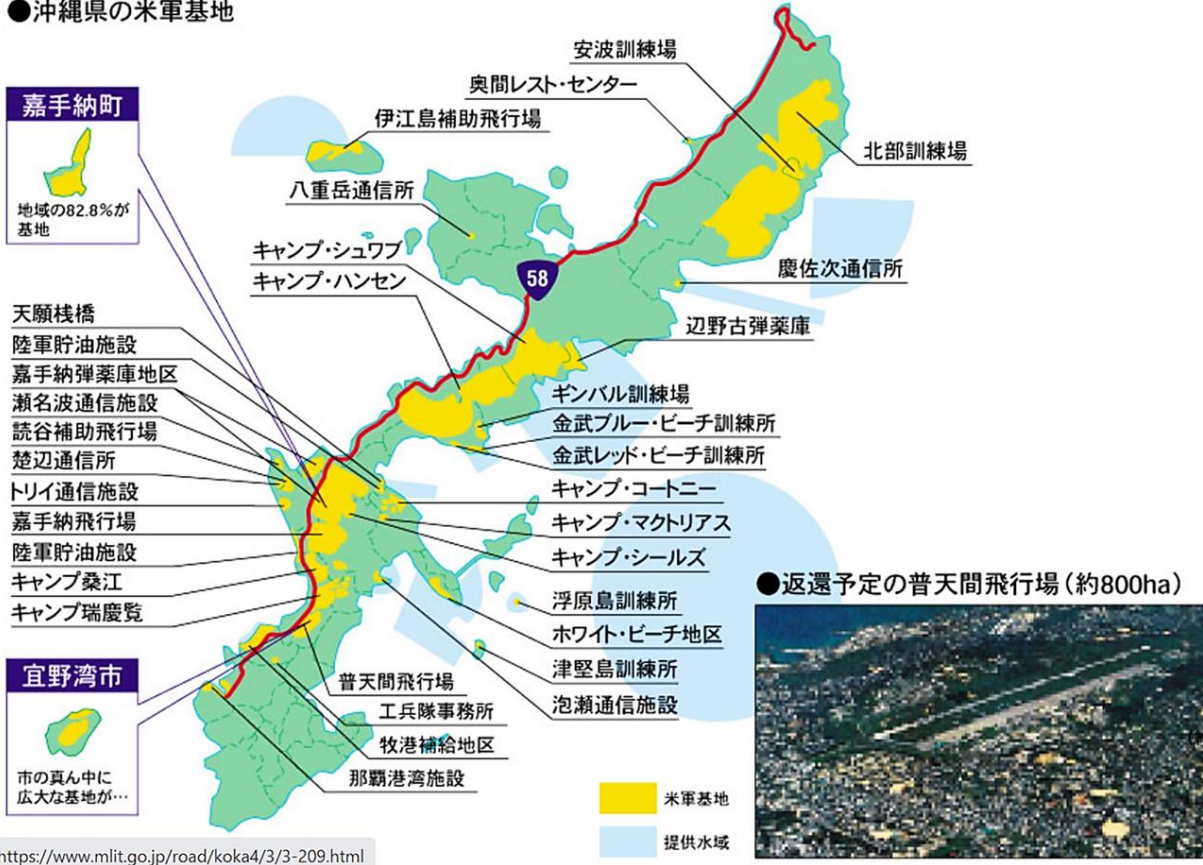 ●沖縄県の米軍基地
嘉手納町
地域の82.8%が
基地
安波訓練場
奥間レスト・センター
伊江島補助飛行場
北部訓練場
八重岳通信所
キャンプ・シュワブ
キャンプ・ハンセン
58
慶佐次通信所
辺野古弾薬庫
天願桟橋
陸軍貯油施設
嘉手納弾薬庫地区
瀬名波通信施設
読谷補助飛行場
楚辺通信所
トリイ通信施設
嘉手納飛行場
陸軍貯油施設
キャンプ桑江
キャンプ瑞慶覧
ギンバル訓練場
金武ブルー・ビーチ訓練所
金武レッド・ビーチ訓練所
キャンプ・コートニー
キャンプ・マクトリアス
キャンプ・シールズ
浮原島訓練所
ホワイト・ビーチ地区
津堅島訓練所
泡瀬通信施設
宜野湾市
市の真ん中に
広大な基地が…
普天間飛行場
工兵隊事務所
牧港補給地区
那覇港湾施設
米軍基地
提供水域
●返還予定の普天間飛行場(約800ha)
https://www.mlit.go.jp/road/koka4/3/3-209.html